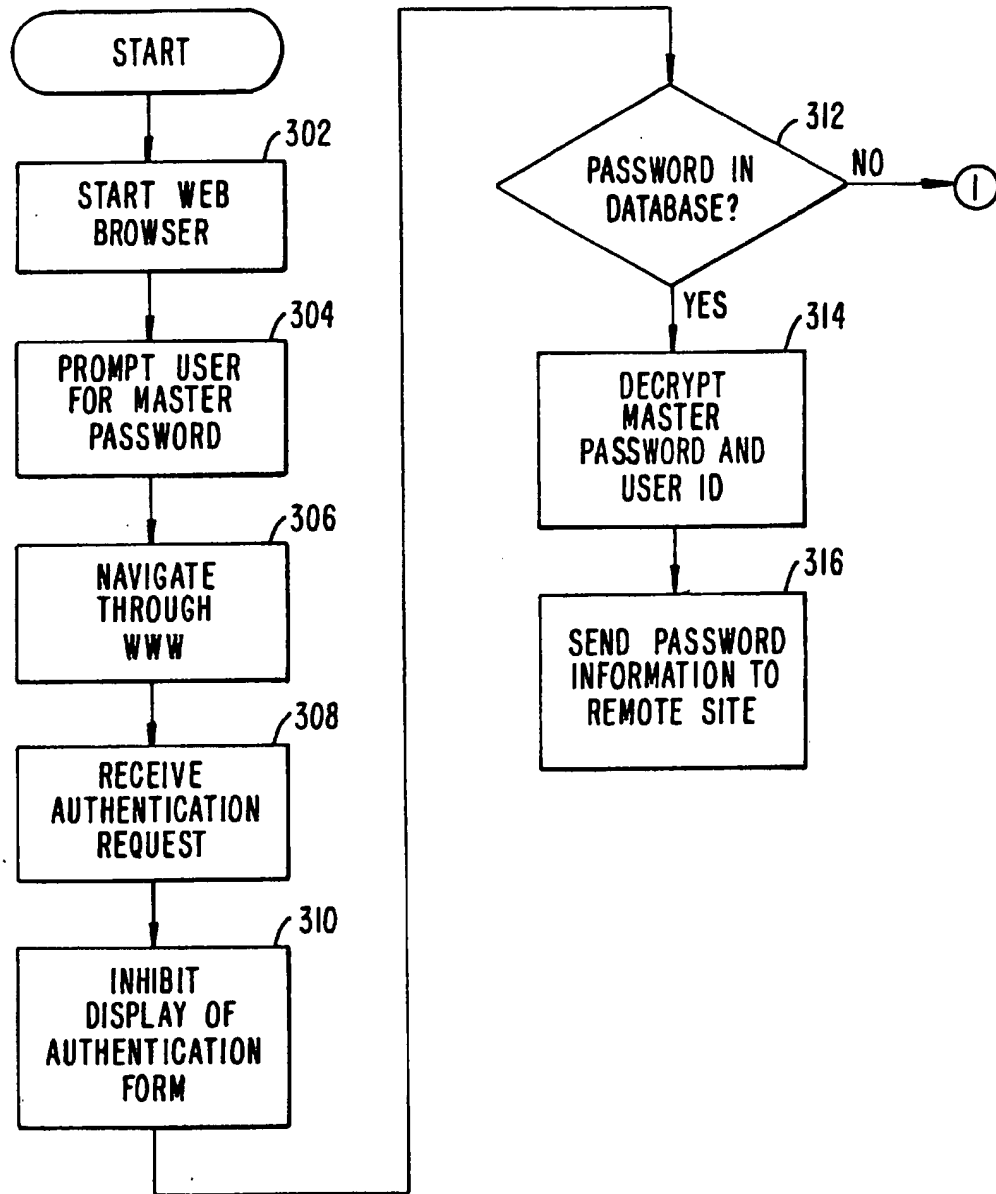 START
302
START WEB
BROWSER
304
PROMPT USER
FOR MASTER
PASSWORD
306
NAVIGATE
THROUGH
WWW
308
RECEIVE
AUTHENTICATION
REQUEST
310
INHIBIT
DISPLAY OF
AUTHENTICATION
FORM
312
PASSWORD IN
DATABASE?
NO
1
YES
314
DECRYPT
MASTER
PASSWORD AND
USER ID
316
SEND PASSWORD
INFORMATION TO
REMOTE SITE